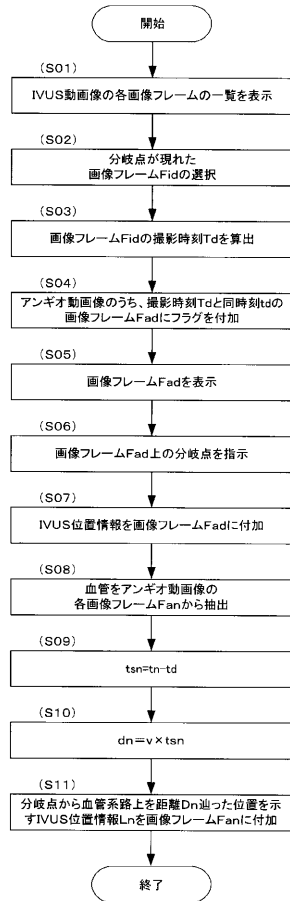 開始
(S01)
IVUS動画像の各画像フレームの一覧を表示
(S02)
分岐点が現れた
画像フレームFidの選択
(S03)
画像フレームFidの撮影時刻Tdを算出
(S04)
アンギオ動画像のうち、撮影時刻Tdと同時刻tdの
画像フレームFadにフラグを付加
(S05)
画像フレームFadを表示
(S06)
画像フレームFad上の分岐点を指示
(S07)
IVUS位置情報を画像フレームFadに付加
(S08)
血管をアンギオ動画像の
各画像フレームFanから抽出
(S09)
tsn=tn-td
(S10)
dn=v×tsn
(S11)
分岐点から血管系路上を距離Dn辿った位置を示
すIVUS位置情報Lnを画像フレームFanに付加
終了